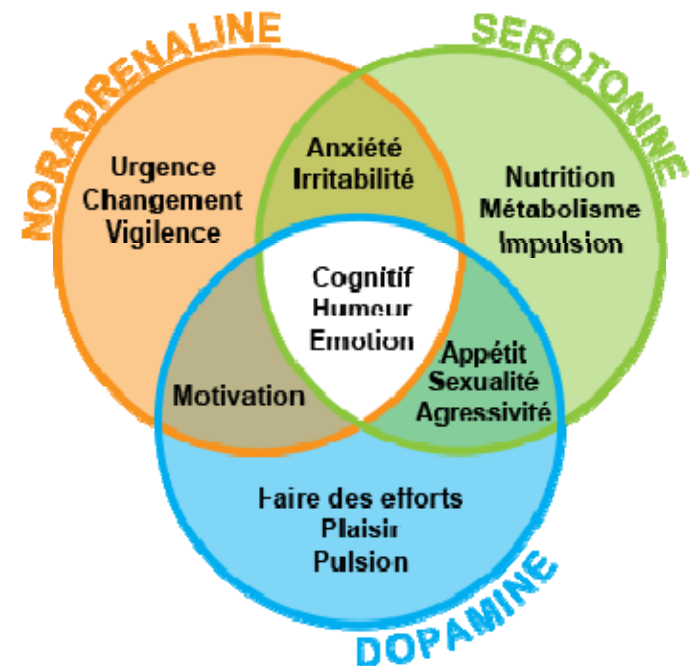 NORADRENALINE
SEROTONINE
Urgence
Changement
Vigilence
Anxiété
Irritabilité
Nutrition
Métabolisme
Impulsion
Cognitif
Humeur
Emotion
Motivation
Appétit
Sexualité
Agressivité
Faire des efforts
Plaisir
Pulsion
DOPAMINE